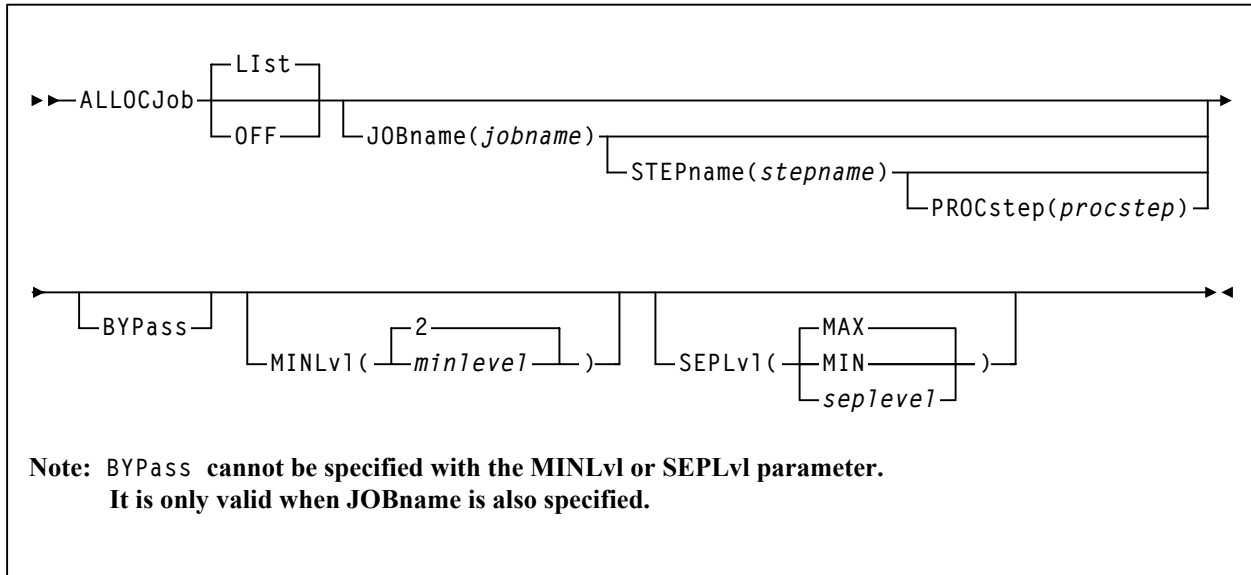 LIst
ALLOCJob
OFF
JOBname(jobname)
STEPname(stepname)
PROCstep(procstep)
BYPass
2
MINLvl( minlevel )
MAX
SEPLvl( MIN )
seplevel
Note: BYPass cannot be specified with the MINLvl or SEPLvl parameter.
It is only valid when JOBname is also specified.